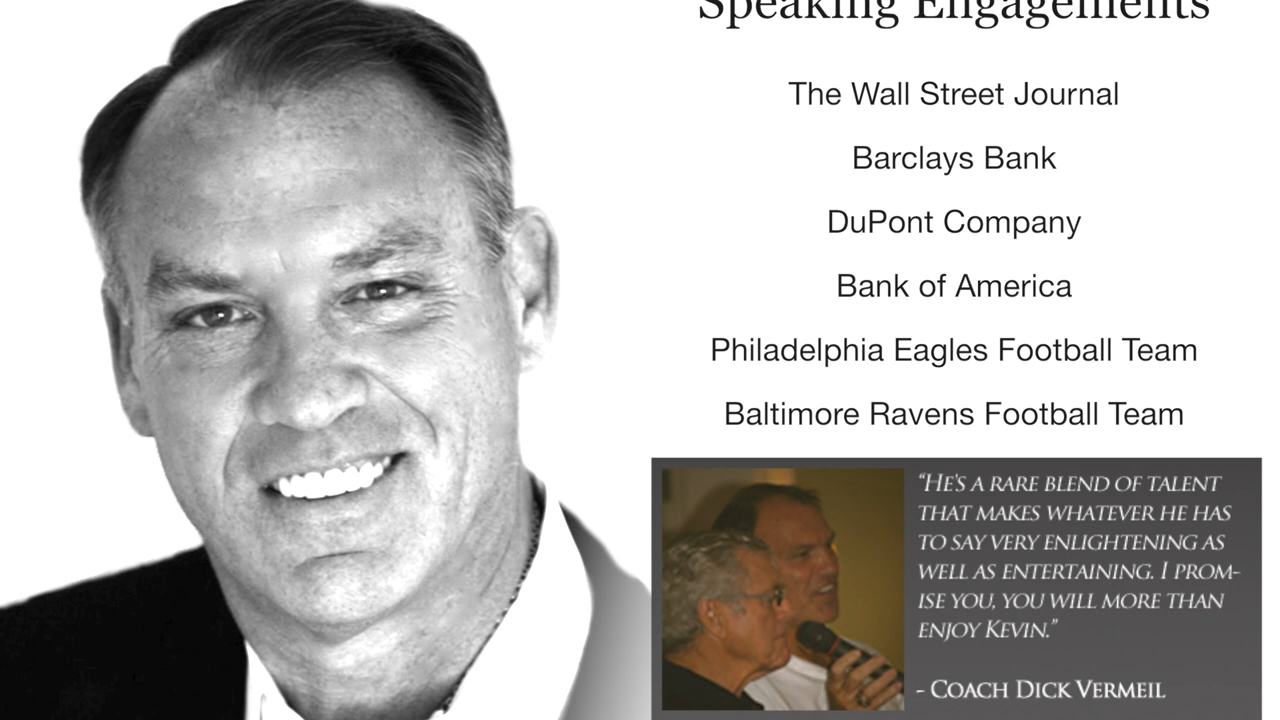 Speaking Engagements
The Wall Street Journal
Barclays Bank
DuPont Company
Bank of America
Philadelphia Eagles Football Team
Baltimore Ravens Football Team
“HE'S A RARE BLEND OF TALENT
THAT MAKES WHATEVER HE HAS
TO SAY VERY ENLIGHTENING AS
WELL AS ENTERTAINING. I PROM-
ISE YOU, YOU WILL MORE THAN
ENJOY KEVIN.”
- COACH DICK VERMEIL